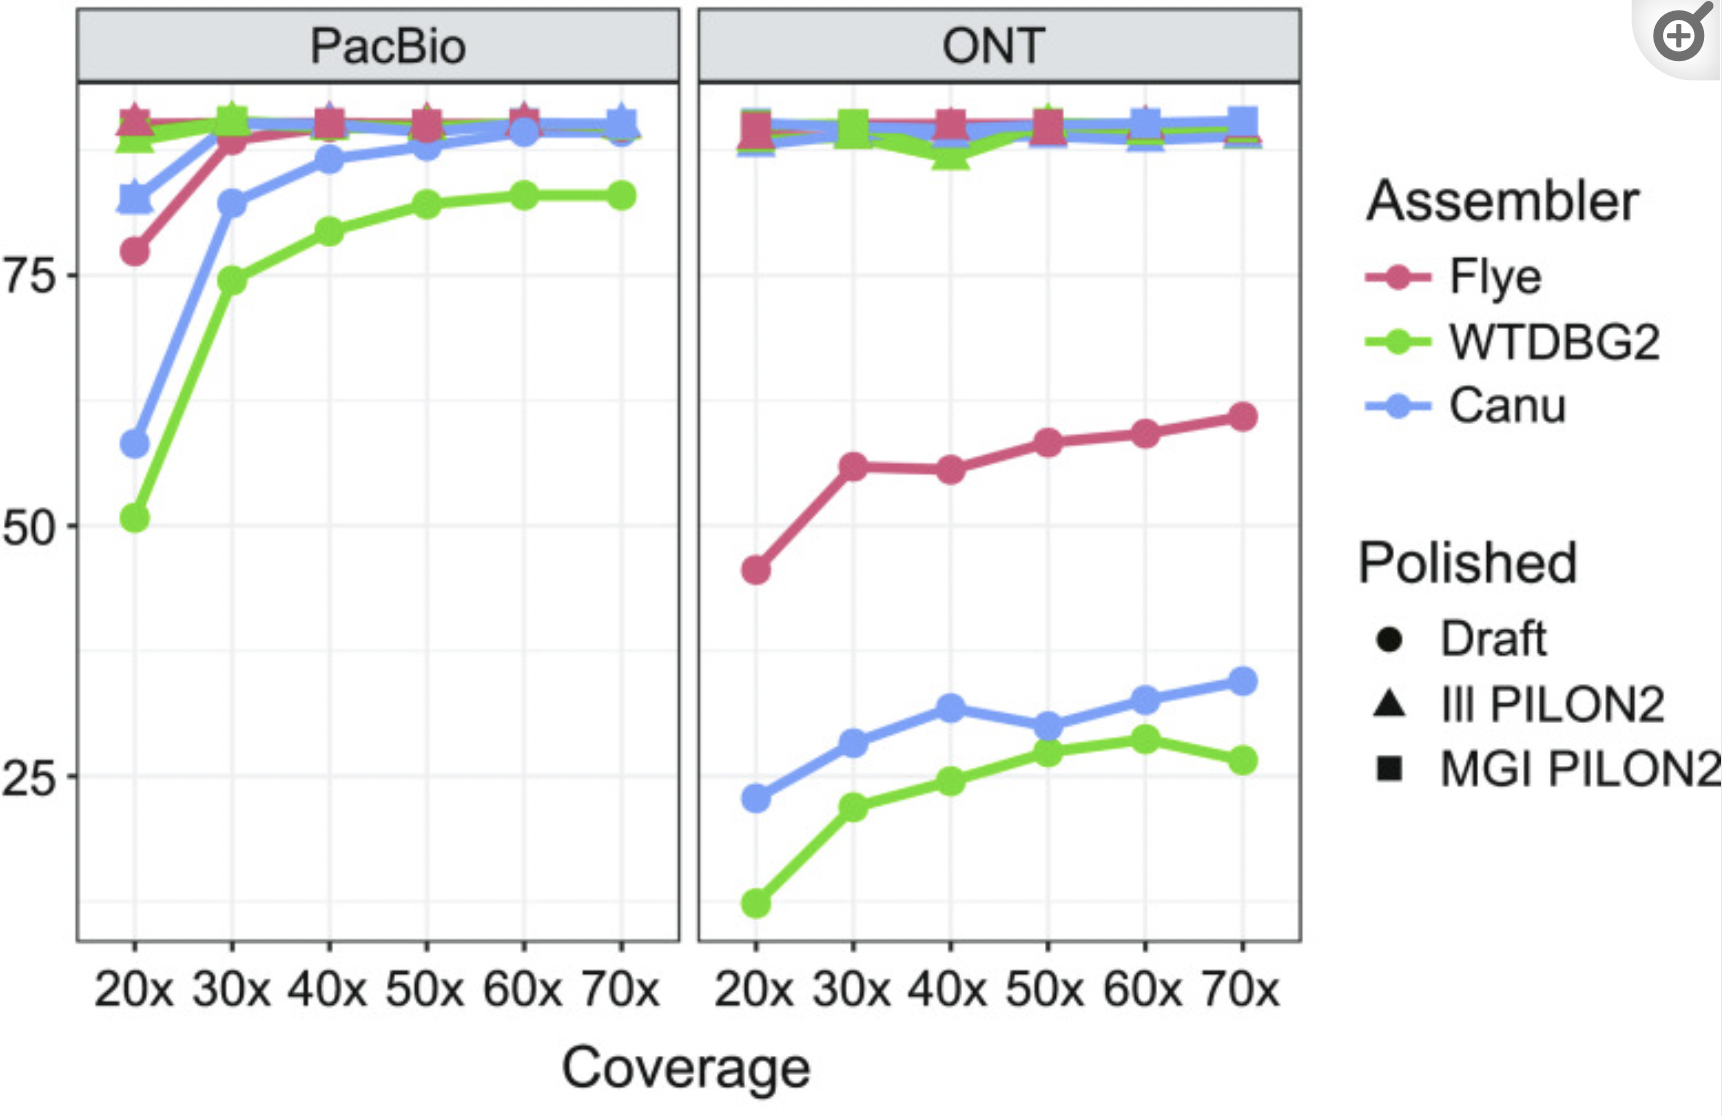 PacBio
ONT
75
50
25
20x 30x 40x 50x 60x 70x
20x 30x 40x 50x 60x 70x
Coverage
Assembler
Flye
WTDBG2
Canu
Polished
Draft
Ill PILON2
MGI PILON2